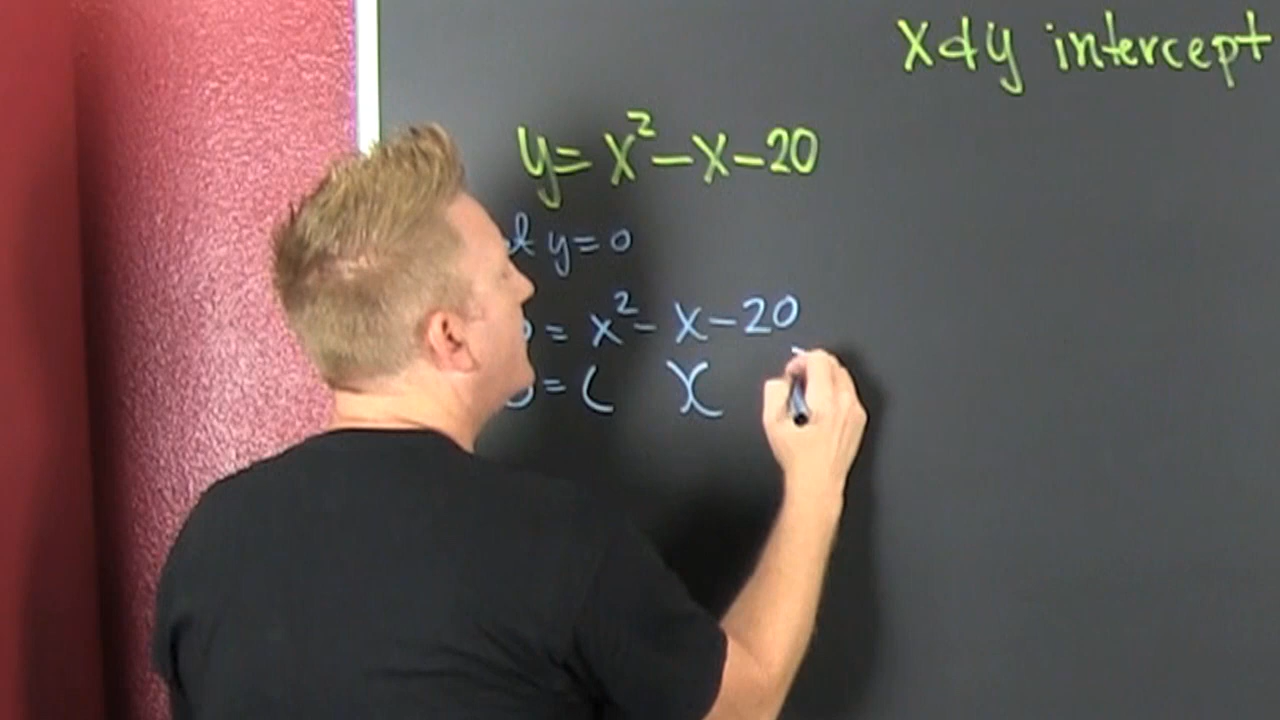 x & y intercept
y = x² - x - 20
y = 0
= x² - x - 20
= ( )(